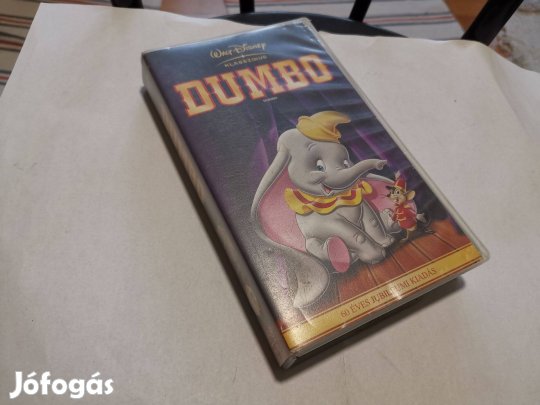 WALT DISNEY
KLASSZIKUS
DUMBO
60 ÉVES JUBILEUMI KIADÁS
Jófogás